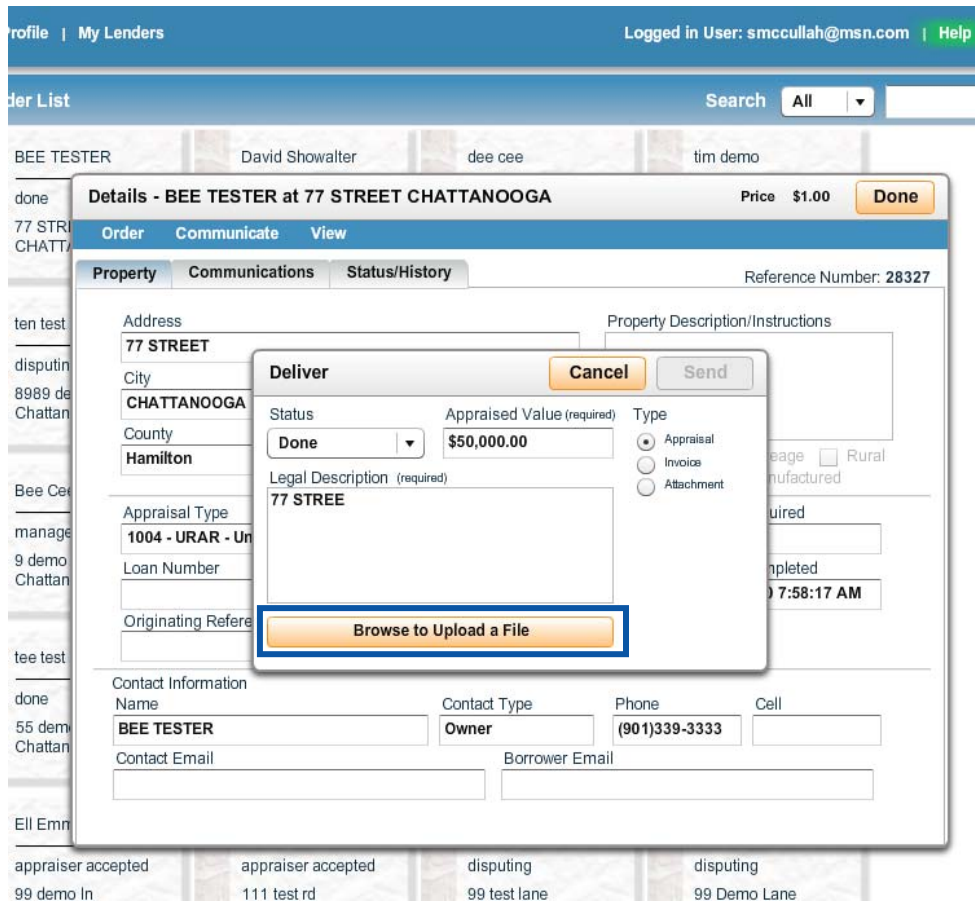 Profile | My Lenders Logged in User: smccullah@msn.com | Help
der List Search All
BEE TESTER David Showalter dee cee tim demo
done
77 STRE
CHATTA
Details - BEE TESTER at 77 STREET CHATTANOOGA Price $1.00 Done
Order Communicate View
Property Communications Status/History Reference Number: 28327
ten test
disputin
8989 de
Chattan
Address Property Description/Instructions
77 STREET
City
CHATTANOOGA
County
Hamilton
eage Rural
nufactured
Deliver Cancel Send
Status Appraised Value (required) Type
Done $50,000.00 Appraisal
Invoice
Attachment
Legal Description (required)
77 STREE
Browse to Upload a File
Bee Cee
manage
9 demo
Chattan
Appraisal Type uired
1004 - URAR - Un
Loan Number mpleted
0 7:58:17 AM
Originating Refere
tee test
done
55 demo
Chattan
Contact Information
Name Contact Type Phone Cell
BEE TESTER Owner (901)339-3333
Contact Email Borrower Email
Ell Emm
appraiser accepted appraiser accepted disputing disputing
99 demo ln 111 test rd 99 test lane 99 Demo Lane